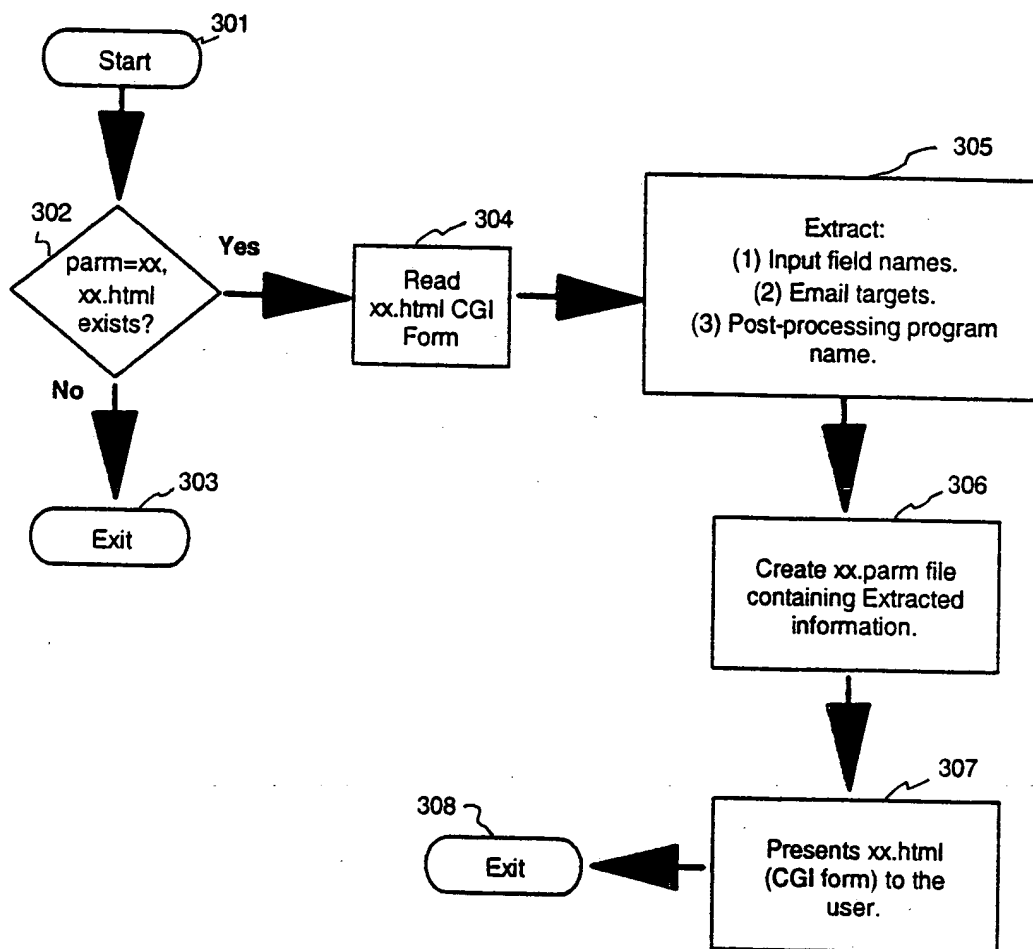 301
Start
302
parm=xx,
xx.html
exists?
Yes
No
303
Exit
304
Read
xx.html CGI
Form
305
Extract:
(1) Input field names.
(2) Email targets.
(3) Post-processing program
name.
306
Create xx.parm file
containing Extracted
information.
307
Presents xx.html
(CGI form) to the
user.
308
Exit